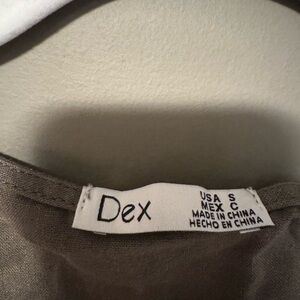 Dex
USA S
MEX C
MADE IN CHINA
HECHO EN CHINA